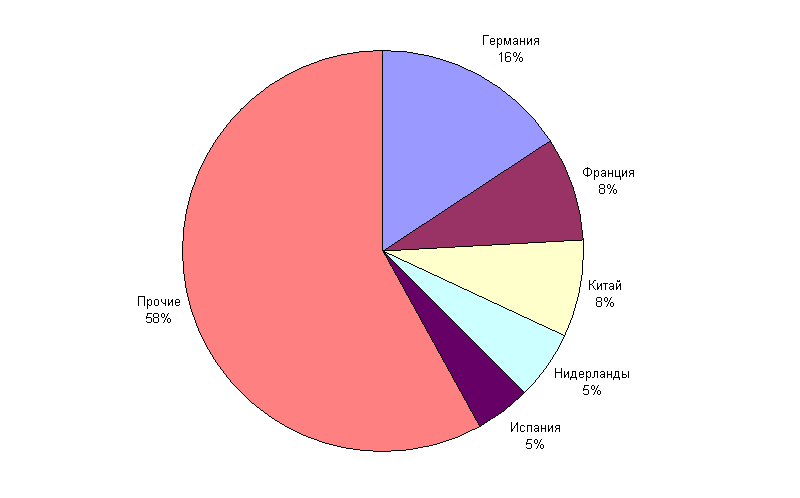 Германия
16%
Франция
8%
Китай
8%
Нидерланды
5%
Испания
5%
Прочие
58%